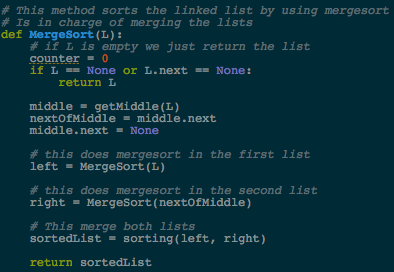 # This method sorts the linked list by using mergesort
# Is in charge of merging the lists
def MergeSort(L):
    # if L is empty we just return the list
    counter = 0
    if L == None or L.next == None:
        return L
    middle = getMiddle(L)
    nextOfMiddle = middle.next
    middle.next = None
    # this does mergesort in the first list
    left = MergeSort(L)
    # this does mergesort in the second list
    right = MergeSort(nextOfMiddle)
    # This merge both lists
    sortedList = sorting(left, right)
    return sortedList